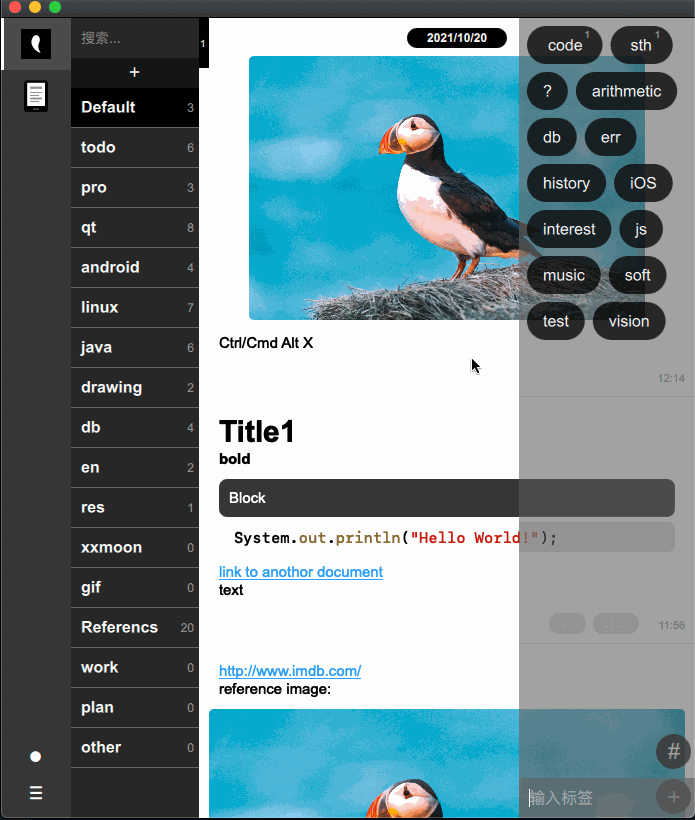 搜索...
1
+
Default 3
todo 6
pro 3
qt 8
android 4
linux 7
java 6
drawing 2
db 4
en 2
res 1
xxmoon 0
gif 0
Referencs 20
work 0
plan 0
other 0
2021/10/20
Ctrl/Cmd Alt X
12:14
Title1
bold
Block
System.out.println("Hello World!");
link to anothor document
text
11:56
http://www.imdb.com/
reference image:
code 1 sth 1
? arithmetic
db err
history iOS
interest js
music soft
test vision
#
输入标签 +